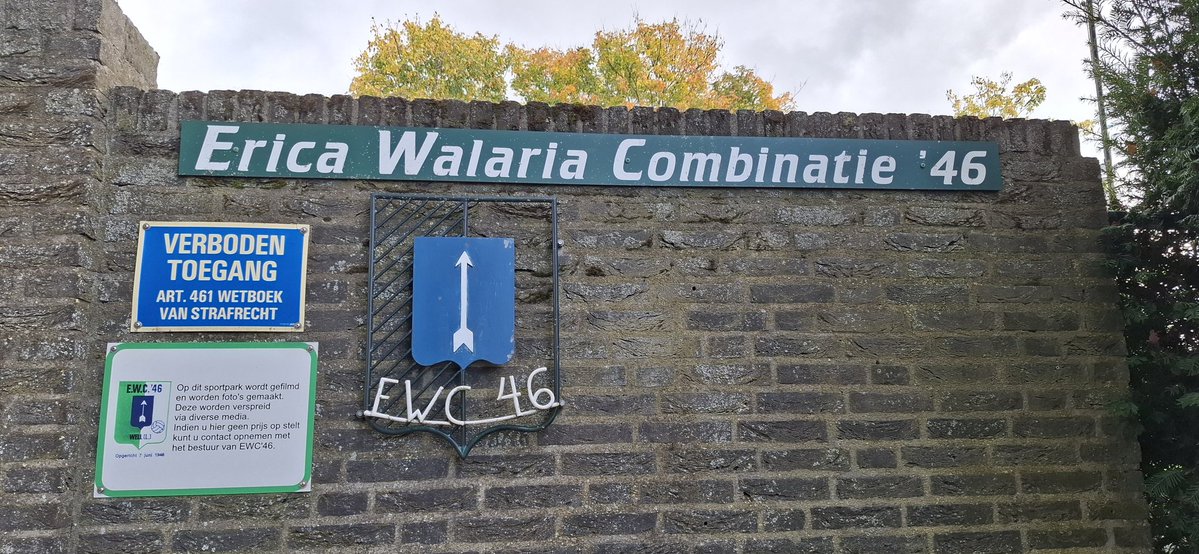 Erica Walaria Combinatie '46
VERBODEN
TOEGANG
ART. 461 WETBOEK
VAN STRAFRECHT
EWC 46
E.W.C.'46
WELL (L.)
Opgericht 7 juni 1946
Op dit sportpark wordt gefilmd
en worden foto's gemaakt.
Deze worden verspreid
via diverse media.
Indien u hier geen prijs op stelt
kunt u contact opnemen met
het bestuur van EWC'46.